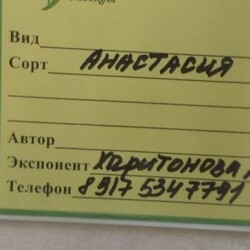 Вид
Сорт АНАСТАСИЯ
Автор
Экспонент Харитонова,
Телефон 8 917 5347791